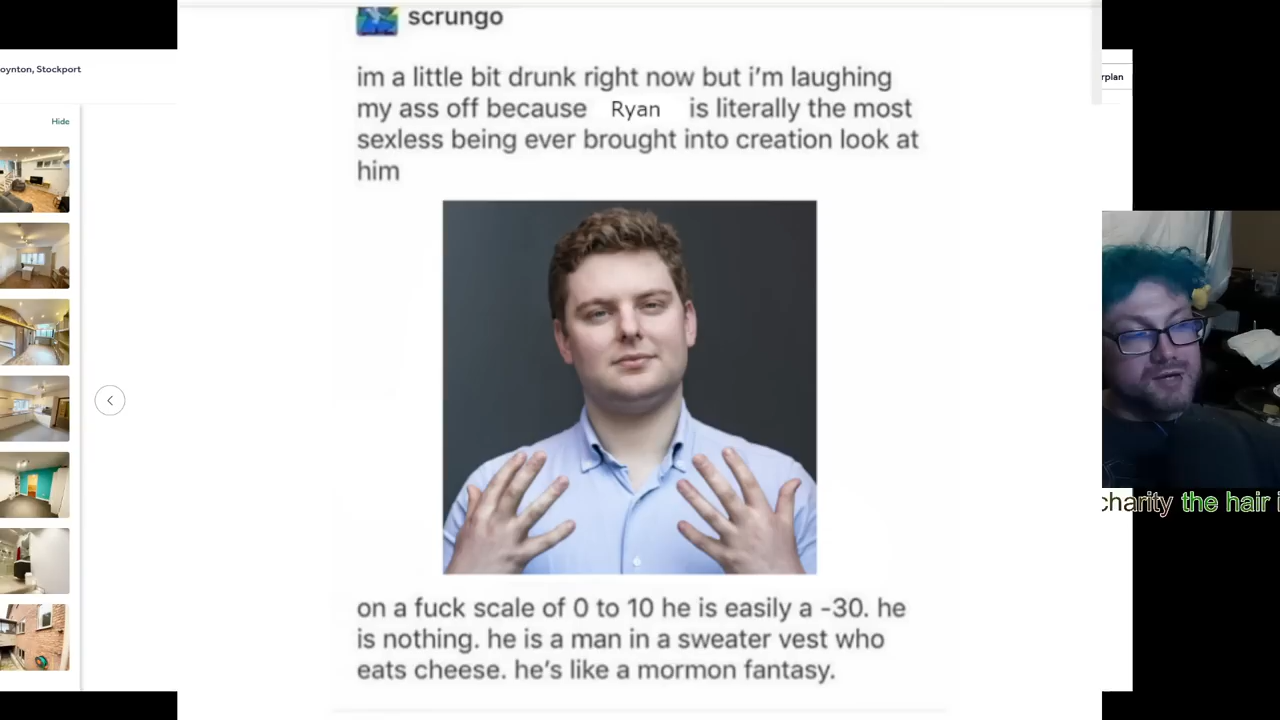 scrungo
oynton, Stockport
rplan
im a little bit drunk right now but i'm laughing
my ass off because Ryan is literally the most
sexless being ever brought into creation look at
him
Hide
charity the hair i
on a fuck scale of 0 to 10 he is easily a -30. he
is nothing. he is a man in a sweater vest who
eats cheese. he's like a mormon fantasy.